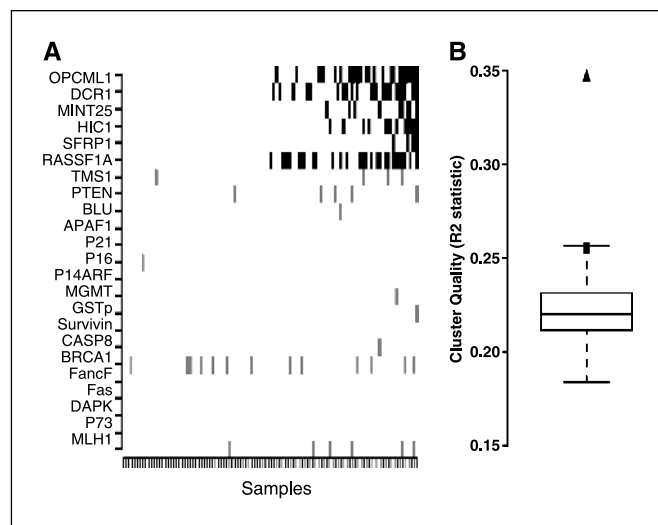 A
OPCML1
DCR1
MINT25
HIC1
SFRP1
RASSF1A
TMS1
PTEN
BLU
APAF1
P21
P16
P14ARF
MGMT
GSTp
Survivin
CASP8
BRCA1
FancF
Fas
DAPK
P73
MLH1
Samples
B
Cluster Quality (R2 statistic)
0.35
0.30
0.25
0.20
0.15